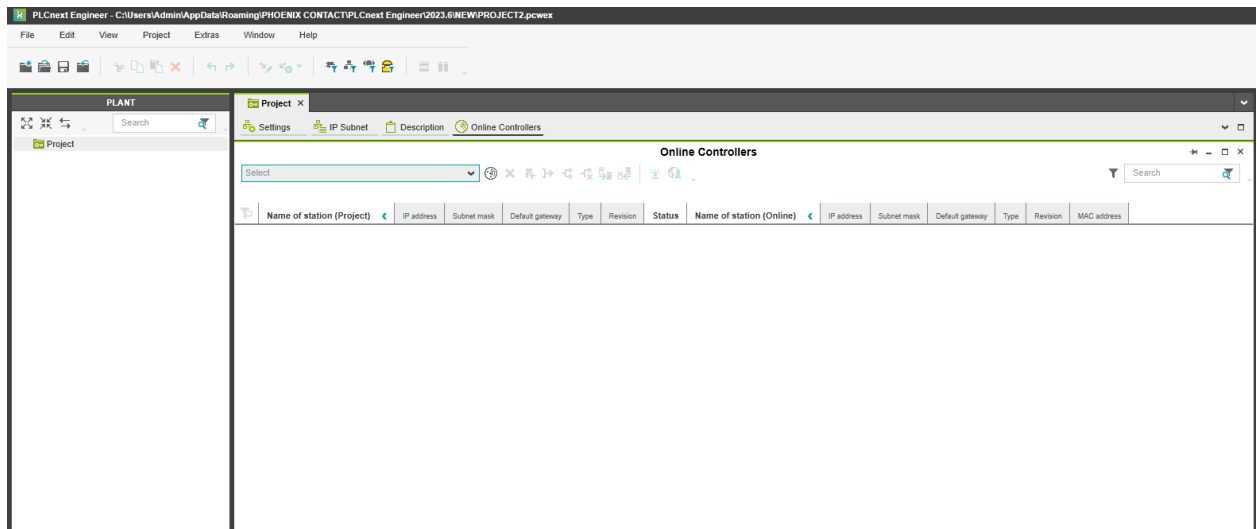 PLCnext Engineer - C:\Users\Admin\AppData\Roaming\PHOENIX CONTACT\PLCnext Engineer\2023.6\NEW\PROJECT2.pcwex
File Edit View Project Extras Window Help
PLANT
Search
Project
Project
Settings IP Subnet Description Online Controllers
Online Controllers
Select
Search
Name of station (Project) IP address Subnet mask Default gateway Type Revision Status Name of station (Online) IP address Subnet mask Default gateway Type Revision MAC address